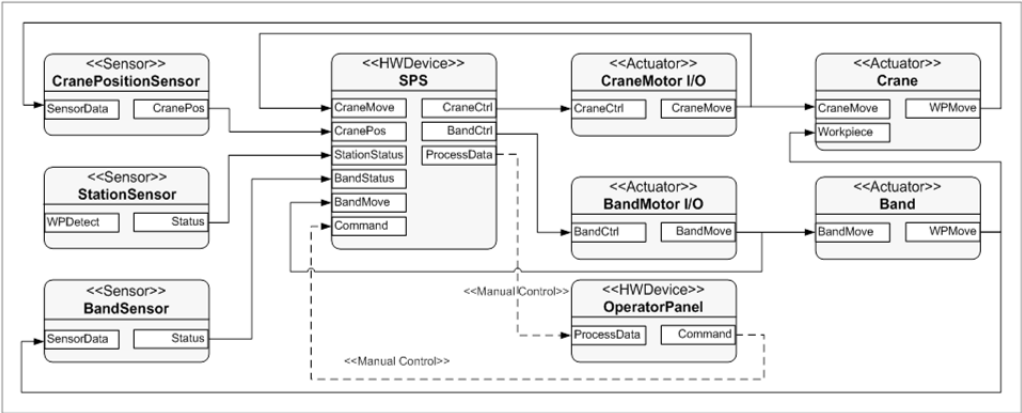 <<Sensor>>
CranePositionSensor
SensorData
CranePos
<<HWDevice>>
SPS
CraneMove
CraneCtrl
CranePos
BandCtrl
StationStatus
ProcessData
BandStatus
BandMove
Command
<<Actuator>>
CraneMotor I/O
CraneCtrl
CraneMove
<<Actuator>>
Crane
CraneMove
WPMove
Workpiece
<<Sensor>>
StationSensor
WPDetect
Status
<<Actuator>>
BandMotor I/O
BandCtrl
BandMove
<<Actuator>>
Band
BandMove
WPMove
<<Sensor>>
BandSensor
SensorData
Status
<<Manual Control>>
<<HWDevice>>
OperatorPanel
ProcessData
Command
<<Manual Control>>